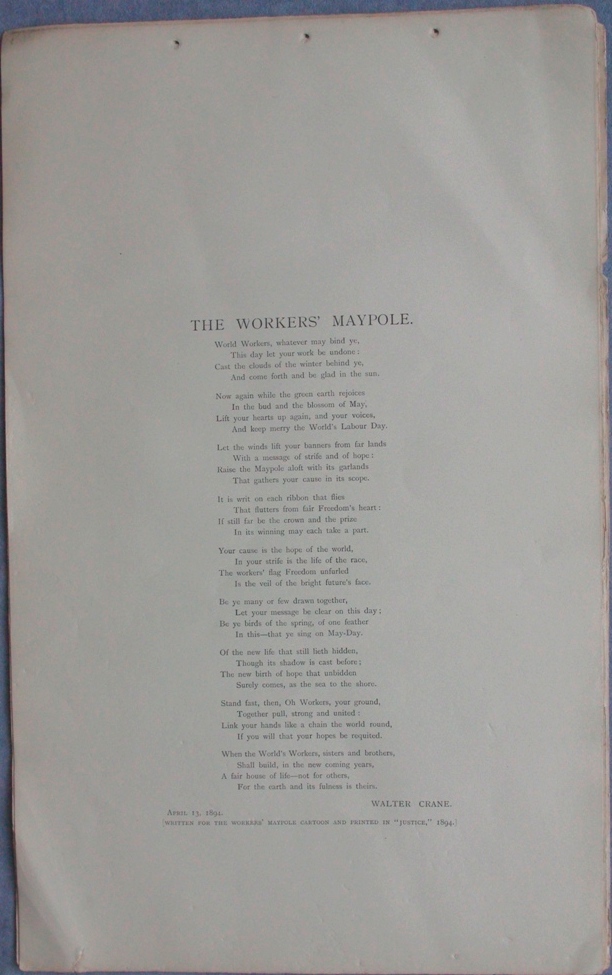 THE WORKERS' MAYPOLE.
World Workers, whatever may bind ye,
This day let your work be undone:
Cast the clouds of the winter behind ye,
And come forth and be glad in the sun.
Now again while the green earth rejoices
In the bud and the blossom of May,
Lift your hearts up again, and your voices,
And keep merry the World's Labour Day.
Let the winds lift your banners from far lands
With a message of strife and of hope:
Raise the Maypole aloft with its garlands
That gathers your cause in its scope.
It is writ on each ribbon that flies
That flutters from fair Freedom's heart:
If still far be the crown and the prize
In its winning may each take a part.
Your cause is the hope of the world,
In your strife is the life of the race,
The workers' flag Freedom unfurled
Is the veil of the bright future's face.
Be ye many or few drawn together,
Let your message be clear on this day;
Be ye birds of the spring, of one feather
In this—that ye sing on May-Day.
Of the new life that still lieth hidden,
Though its shadow is cast before;
The new birth of hope that unbidden
Surely comes, as the sea to the shore.
Stand fast, then, Oh Workers, your ground,
Together pull, strong and united:
Link your hands like a chain the world round,
If you will that your hopes be requited.
When the World's Workers, sisters and brothers,
Shall build, in the new coming years,
A fair house of life—not for others,
For the earth and its fulness is theirs.
WALTER CRANE.
April 13, 1894.
[WRITTEN FOR THE WORKERS' MAYPOLE CARTOON AND PRINTED IN "JUSTICE," 1894.]